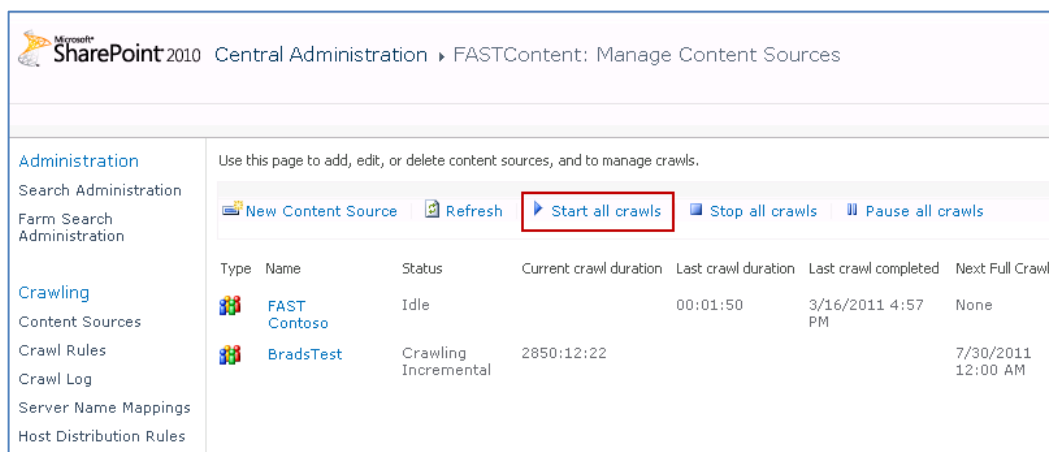 Microsoft®
SharePoint 2010 Central Administration ▸ FASTContent: Manage Content Sources
Administration
Search Administration
Farm Search
Administration
Crawling
Content Sources
Crawl Rules
Crawl Log
Server Name Mappings
Host Distribution Rules
Use this page to add, edit, or delete content sources, and to manage crawls.
New Content Source Refresh Start all crawls Stop all crawls Pause all crawls
Type Name Status Current crawl duration Last crawl duration Last crawl completed Next Full Crawl
FAST Idle 00:01:50 3/16/2011 4:57 None
Contoso PM
BradsTest Crawling 2850:12:22 7/30/2011
Incremental 12:00 AM